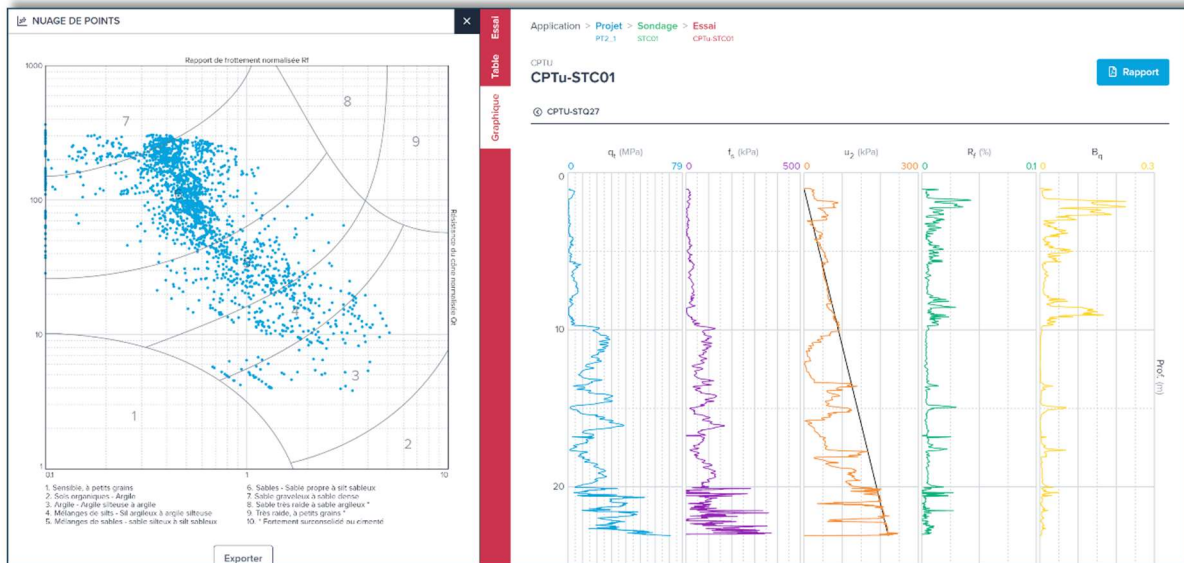 NUAGE DE POINTS
×
Rapport de frottement normalisée Rf
1000
100
10
1
0.1
1
10
Résistance du cône normalisée Qt
7
8
9
4
3
1
2
1. Sensible, à petits grains
2. Sols organiques - Argile
3. Argile - Argile silteuse à argile
4. Mélanges de silts - Sil argileux à argile silteuse
5. Mélanges de sables - sable silteux à silt sableux
6. Sables - Sable propre à silt sableux
7. Sable graveleux à sable dense
8. Sable très raide à sable argileux *
9. Très raide, à petits grains *
10. * Fortement surconsolidé ou cimenté
Exporter
Essai
Table
Graphique
Application > Projet > Sondage > Essai
PT2_1 STC01 CPTu-STC01
CPTU
CPTu-STC01
Rapport
CPTU-STQ27
qt (MPa)
fs (kPa)
u2 (kPa)
Rf (%)
Bq
0 79 0 500 0 300 0 0.1 0 0.3
0
10
20
Prof. (m)